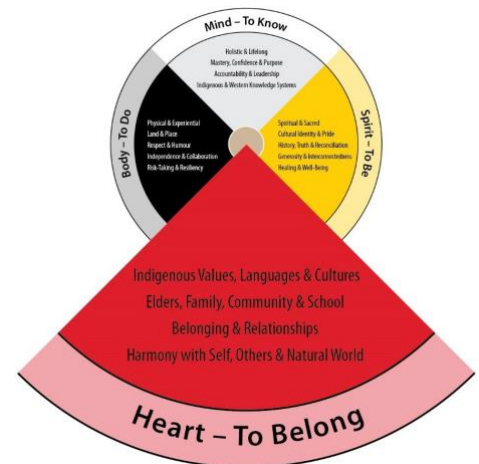 Mind – To Know
Holistic & Lifelong
Mastery, Confidence & Purpose
Accountability & Leadership
Indigenous & Western Knowledge Systems
Body – To Do
Physical & Experiential
Land & Place
Respect & Humour
Independence & Collaboration
Risk-Taking & Resiliency
Spiritual & Sacred
Cultural Identity & Pride
History, Truth & Reconciliation
Generosity & Interconnectedness
Healing & Well-Being
Spirit – To Be
Indigenous Values, Languages & Cultures
Elders, Family, Community & School
Belonging & Relationships
Harmony with Self, Others & Natural World
Heart – To Belong